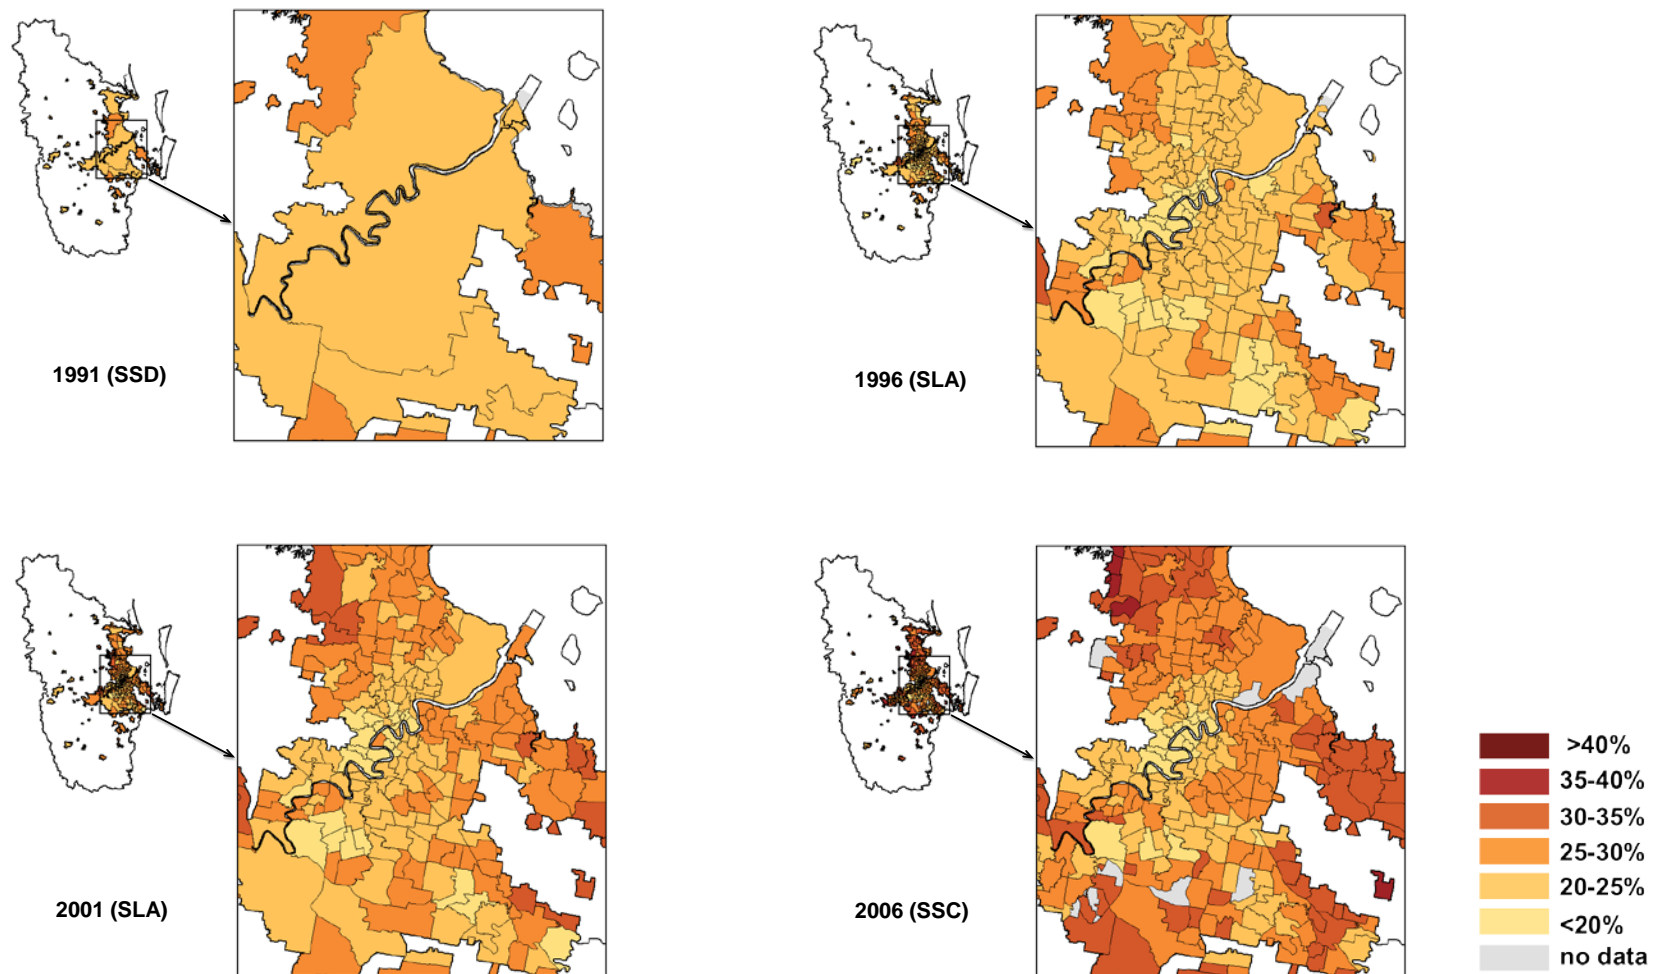 1991 (SSD)
1996 (SLA)
2001 (SLA)
2006 (SSC)
>40%
35-40%
30-35%
25-30%
20-25%
<20%
no data